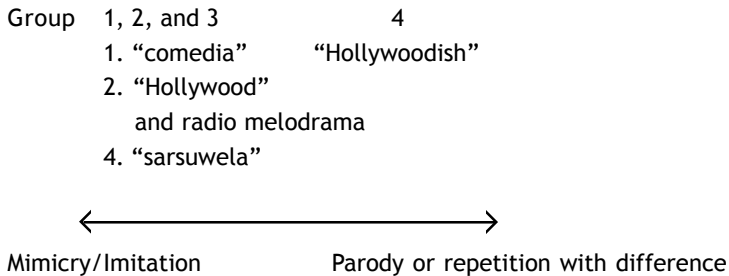 Group 1, 2, and 3 4
1. “comedia” “Hollywoodish”
2. “Hollywood”
and radio melodrama
4. “sarsuwela”
Mimicry/Imitation Parody or repetition with difference